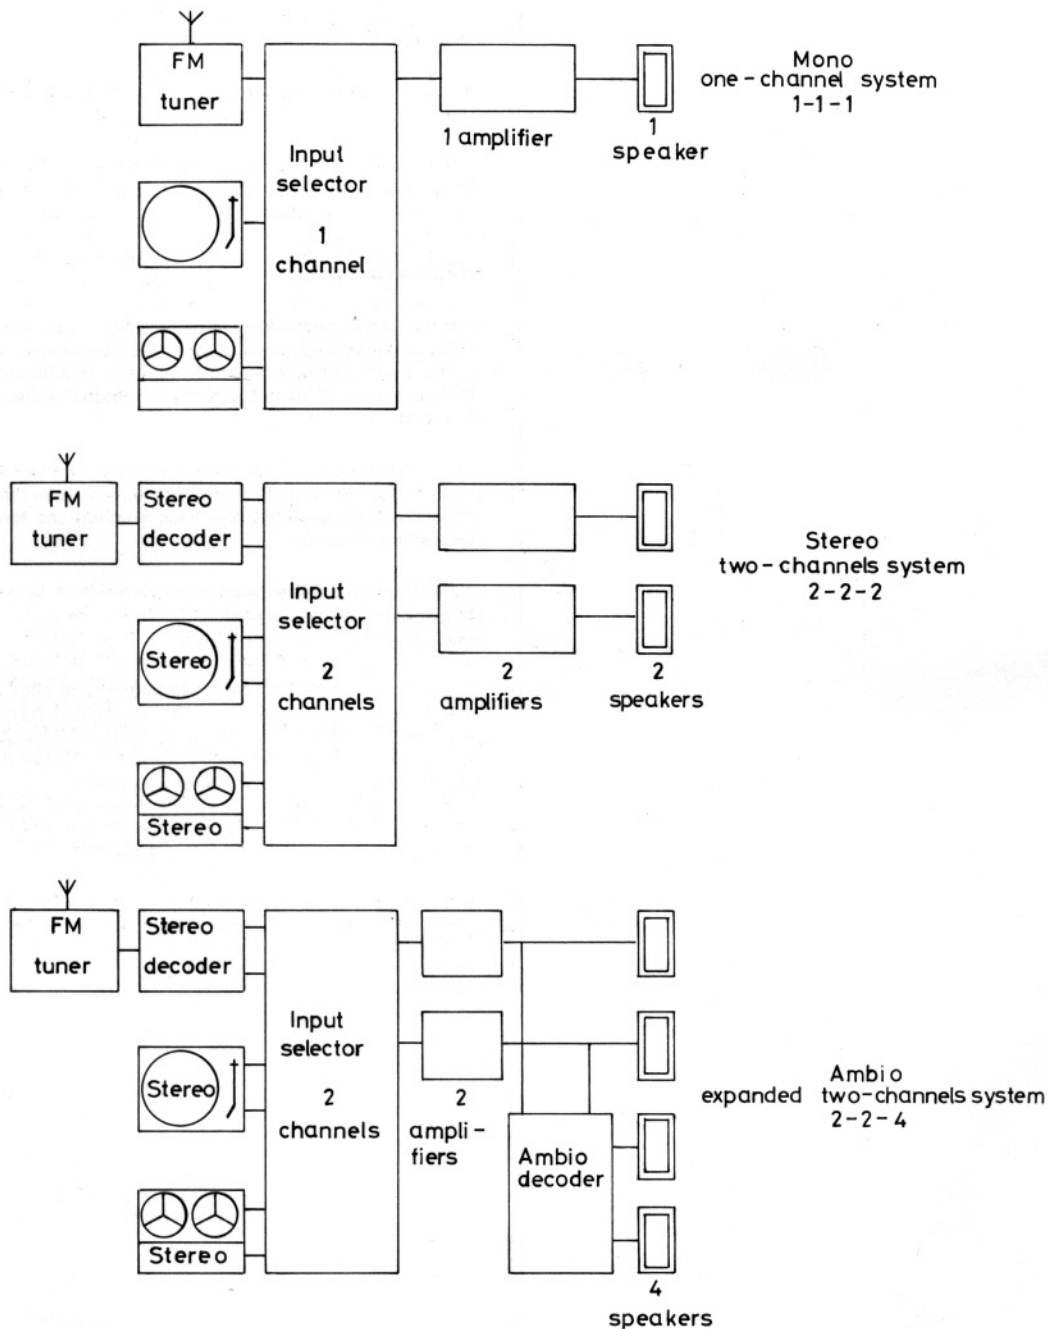 FM
tuner
Input
selector
1
channel
1 amplifier
1
speaker
Mono
one-channel system
1-1-1
FM
tuner
Stereo
decoder
Stereo
Stereo
Input
selector
2
channels
2
amplifiers
2
speakers
Stereo
two-channels system
2-2-2
FM
tuner
Stereo
decoder
Stereo
Stereo
Input
selector
2
channels
2
ampli-
fiers
Ambio
decoder
4
speakers
Ambio
expanded two-channels system
2-2-4